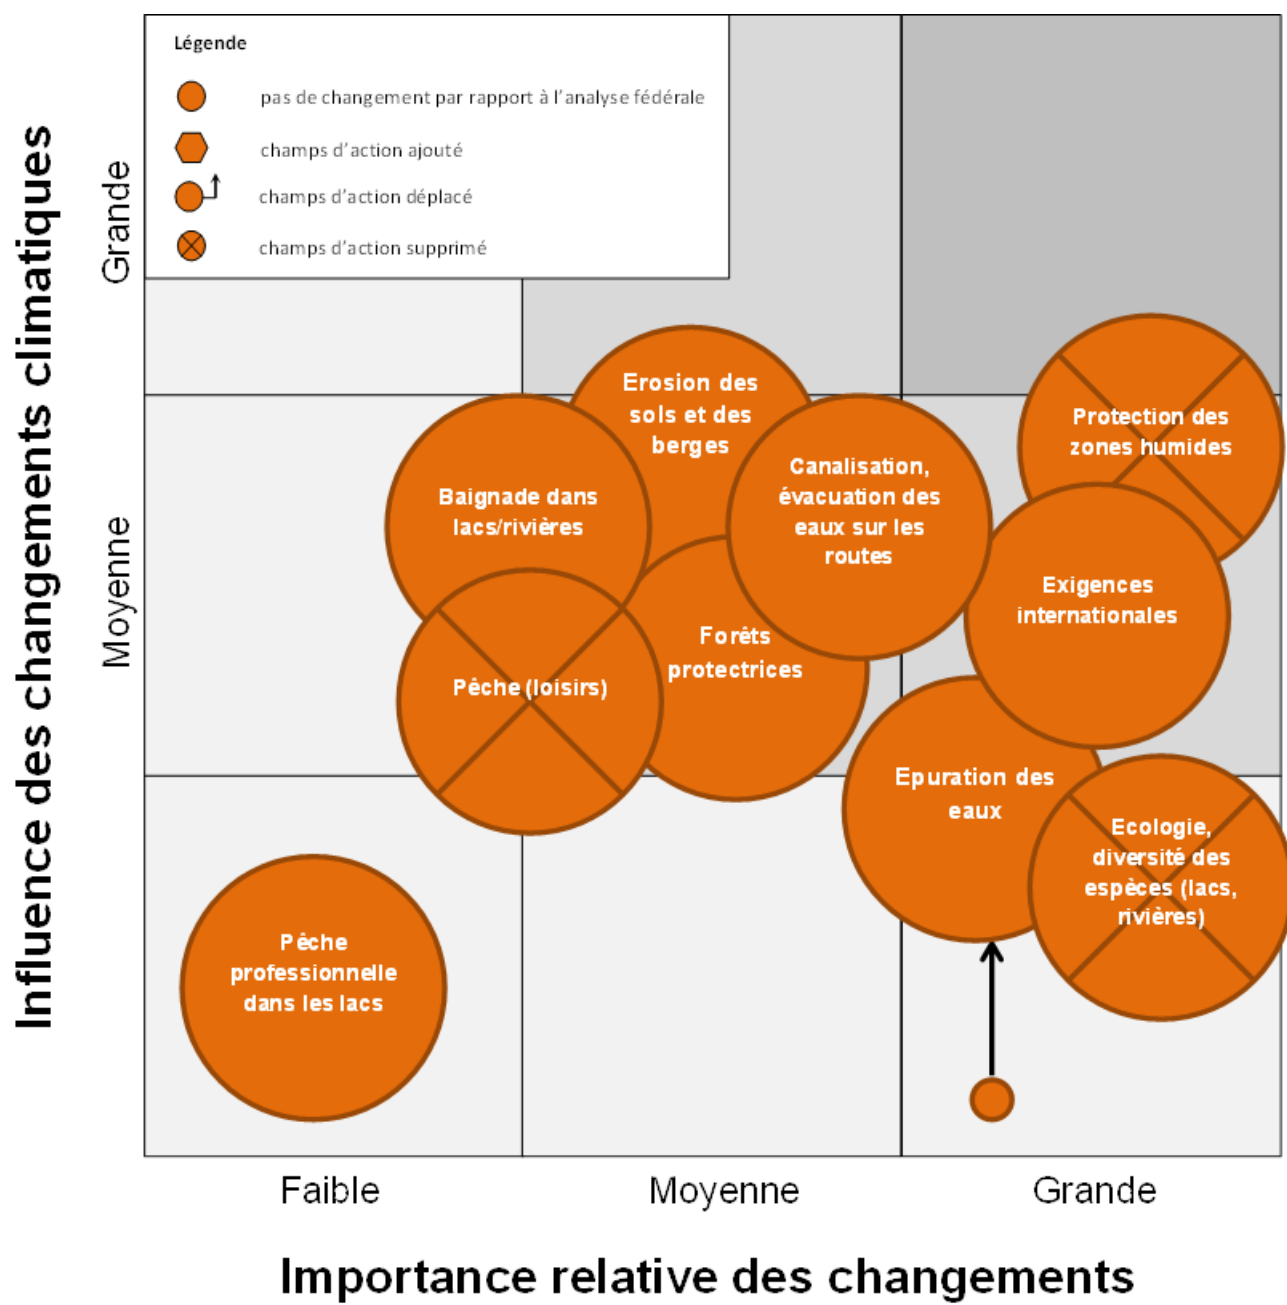 Légende
pas de changement par rapport à l'analyse fédérale
champs d'action ajouté
champs d'action déplacé
champs d'action supprimé
Influence des changements climatiques
Grande
Moyenne
Erosion des
sols et des
berges
Protection des
zones humides
Canalisation,
évacuation des
eaux sur les
routes
Baignade dans
lacs/rivières
Exigences
internationales
Forêts
protectrices
Pêche (loisirs)
Epuration des
eaux
Ecologie,
diversité des
espèces (lacs,
rivières)
Pêche
professionnelle
dans les lacs
Faible
Moyenne
Grande
Importance relative des changements